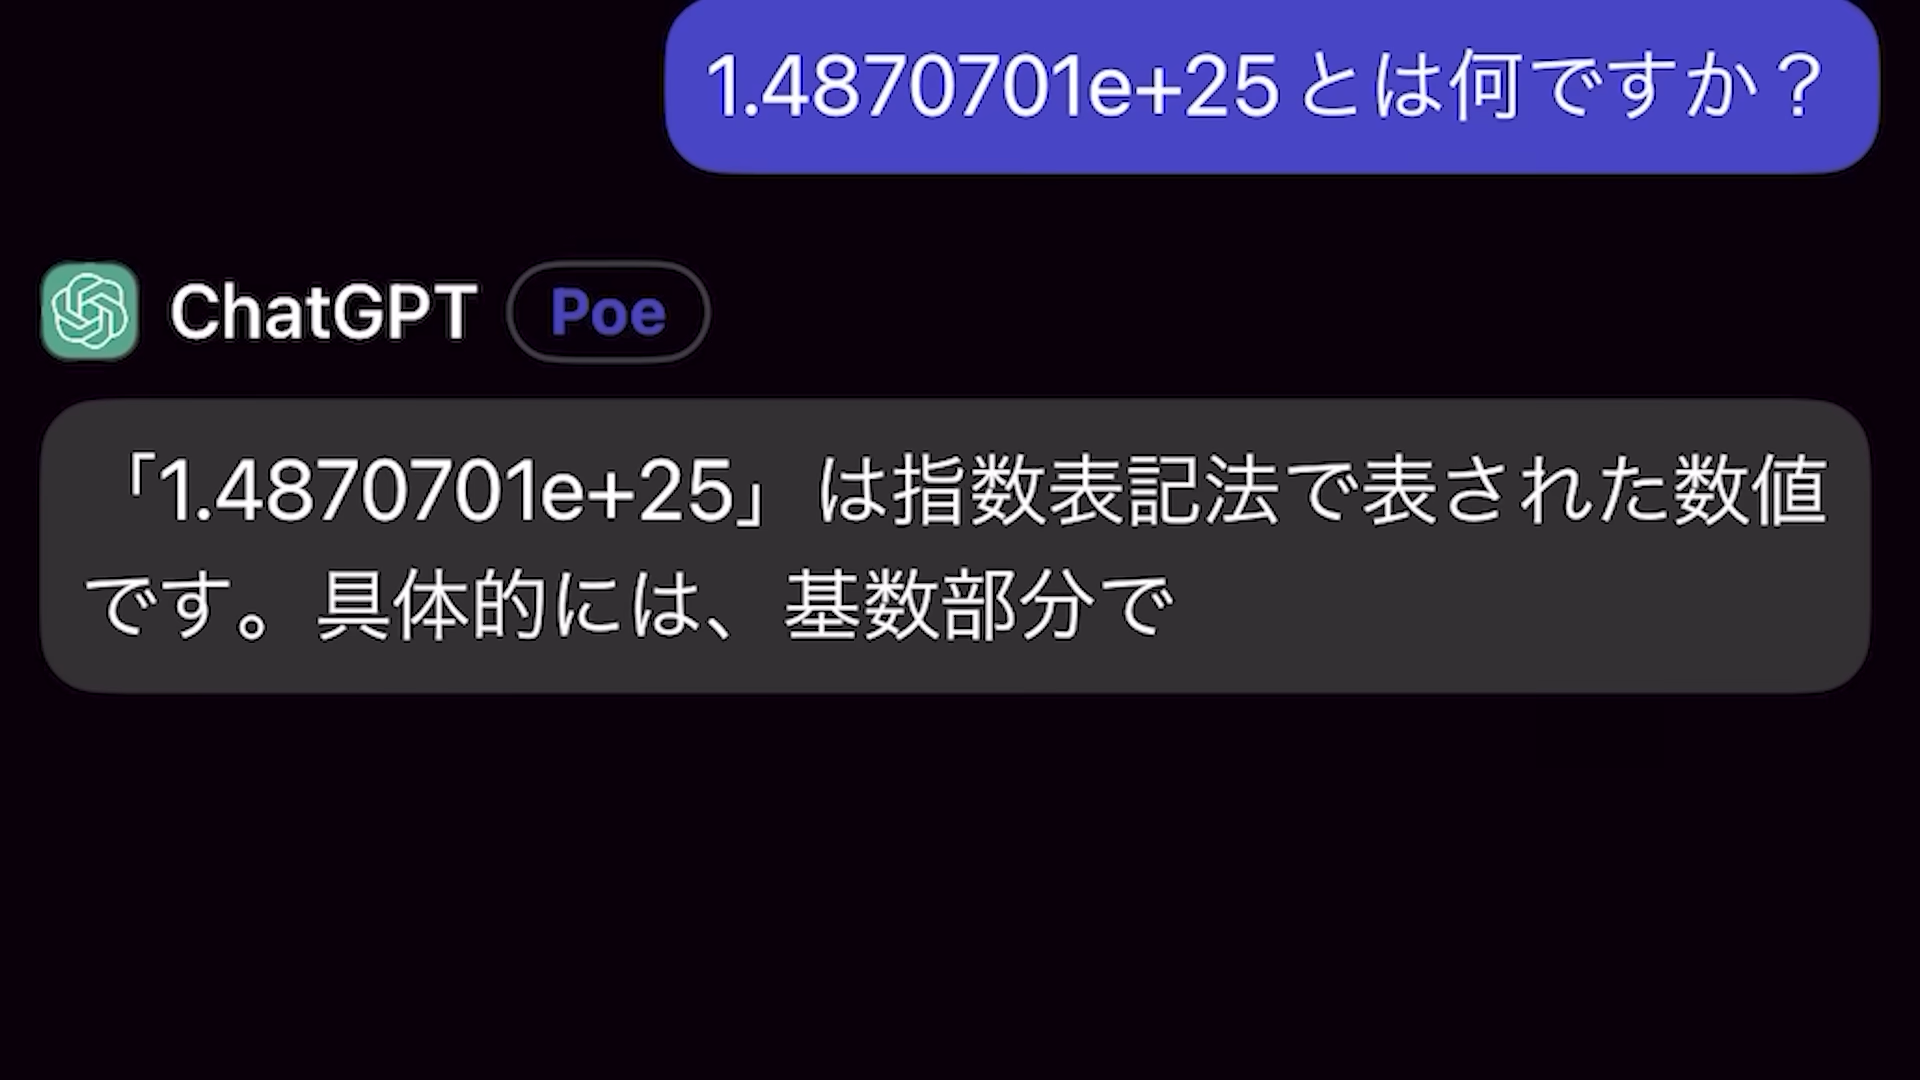 1.4870701e+25とは何ですか？
ChatGPT Poe
「1.4870701e+25」は指数表記法で表された数値
です。具体的には、基数部分で